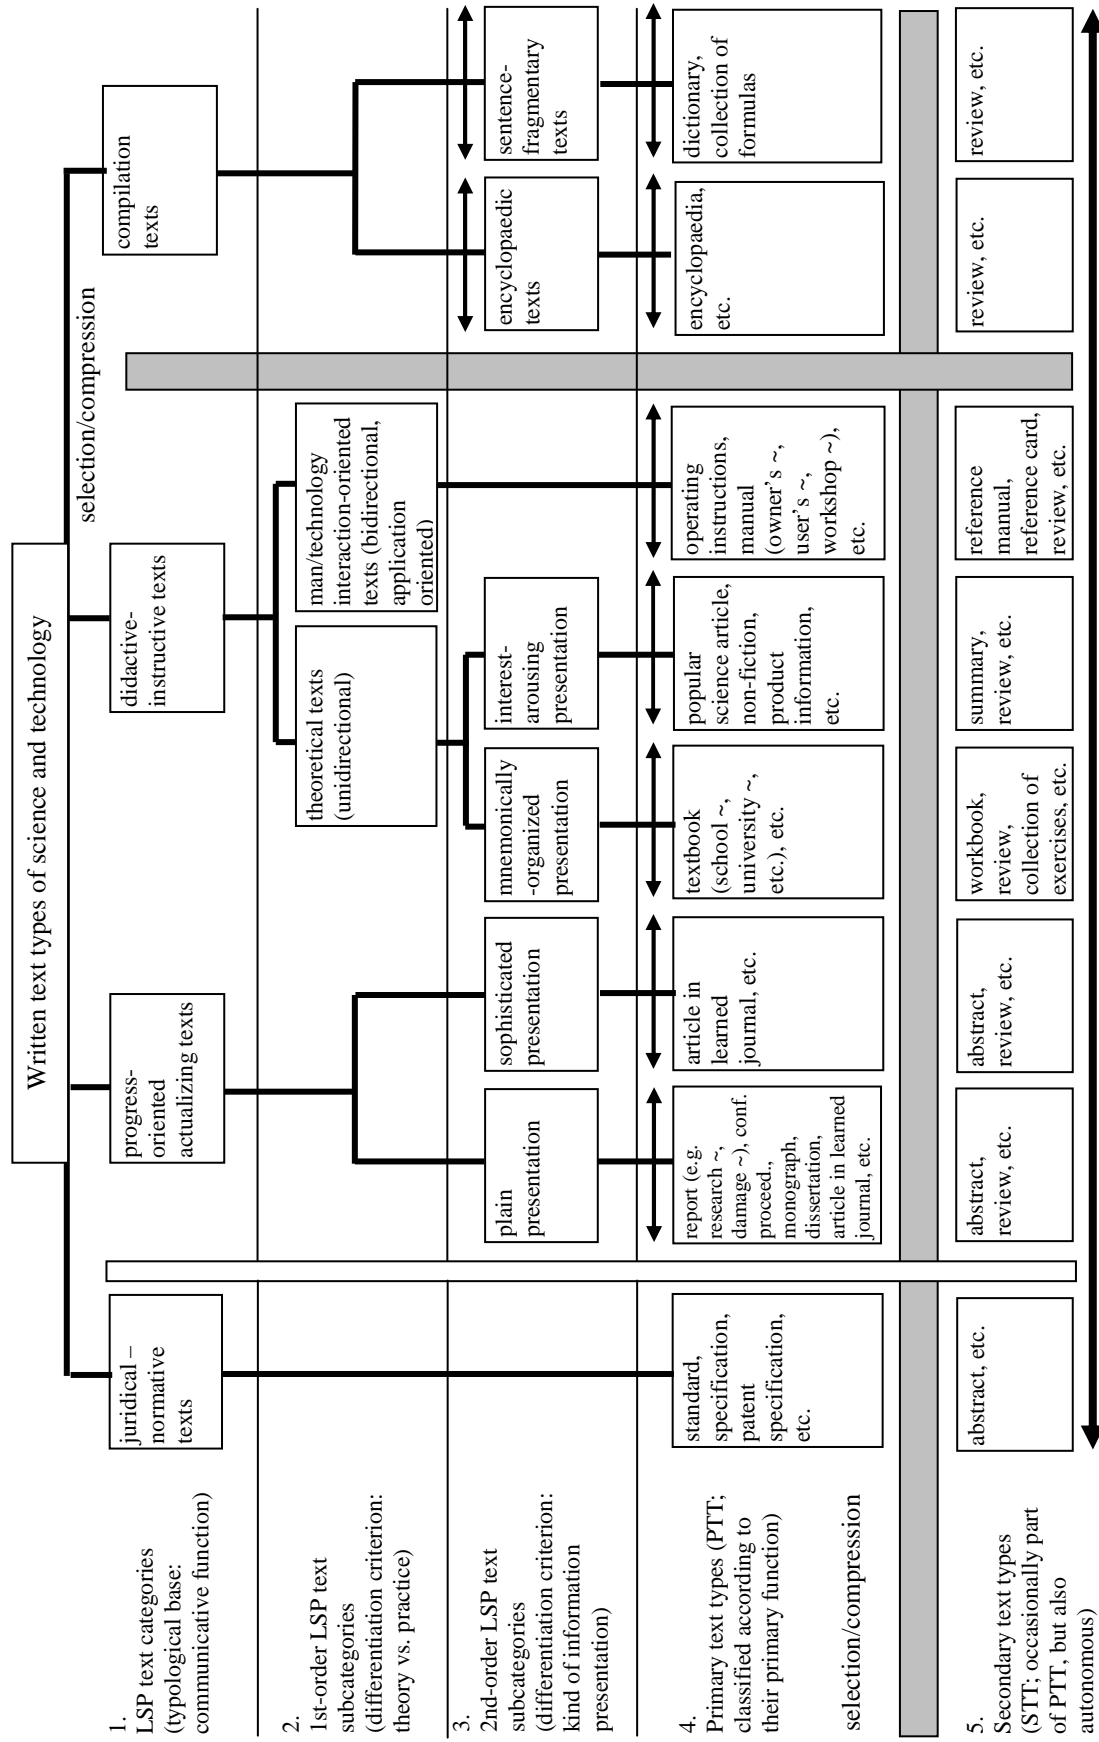 Written text types of science and technology
selection/compression
1.
LSP text categories
(typological base:
communicative function)
juridical –
normative
texts
progress-
oriented
actualizing texts
didactive-
instructive texts
compilation
texts
2.
1st-order LSP text
subcategories
(differentiation criterion:
theory vs. practice)
theoretical texts
(unidirectional)
man/technology
interaction-oriented
texts (bidirectional,
application
oriented)
3.
2nd-order LSP text
subcategories
(differentiation criterion:
kind of information
presentation)
plain
presentation
sophisticated
presentation
mnemonically
-organized
presentation
interest-
arousing
presentation
encyclopaedic
texts
sentence-
fragmentary
texts
4.
Primary text types (PTT;
classified according to
their primary function)
standard,
specification,
patent
specification,
etc.
report (e.g.
research ~,
damage ~), conf.
proceed.,
monograph,
dissertation,
article in learned
journal, etc.
article in
learned
journal, etc.
textbook
(school ~,
university ~,
etc.), etc.
popular
science article,
non-fiction,
product
information,
etc.
operating
instructions,
manual
(owner's ~,
user's ~,
workshop ~),
etc.
encyclopaedia,
etc.
dictionary,
collection of
formulas
selection/compression
5.
Secondary text types
(STT; occasionally part
of PTT, but also
autonomous)
abstract, etc.
abstract,
review, etc.
abstract,
review, etc.
workbook,
review,
collection of
exercises, etc.
summary,
review, etc.
reference
manual,
reference card,
review, etc.
review, etc.
review, etc.